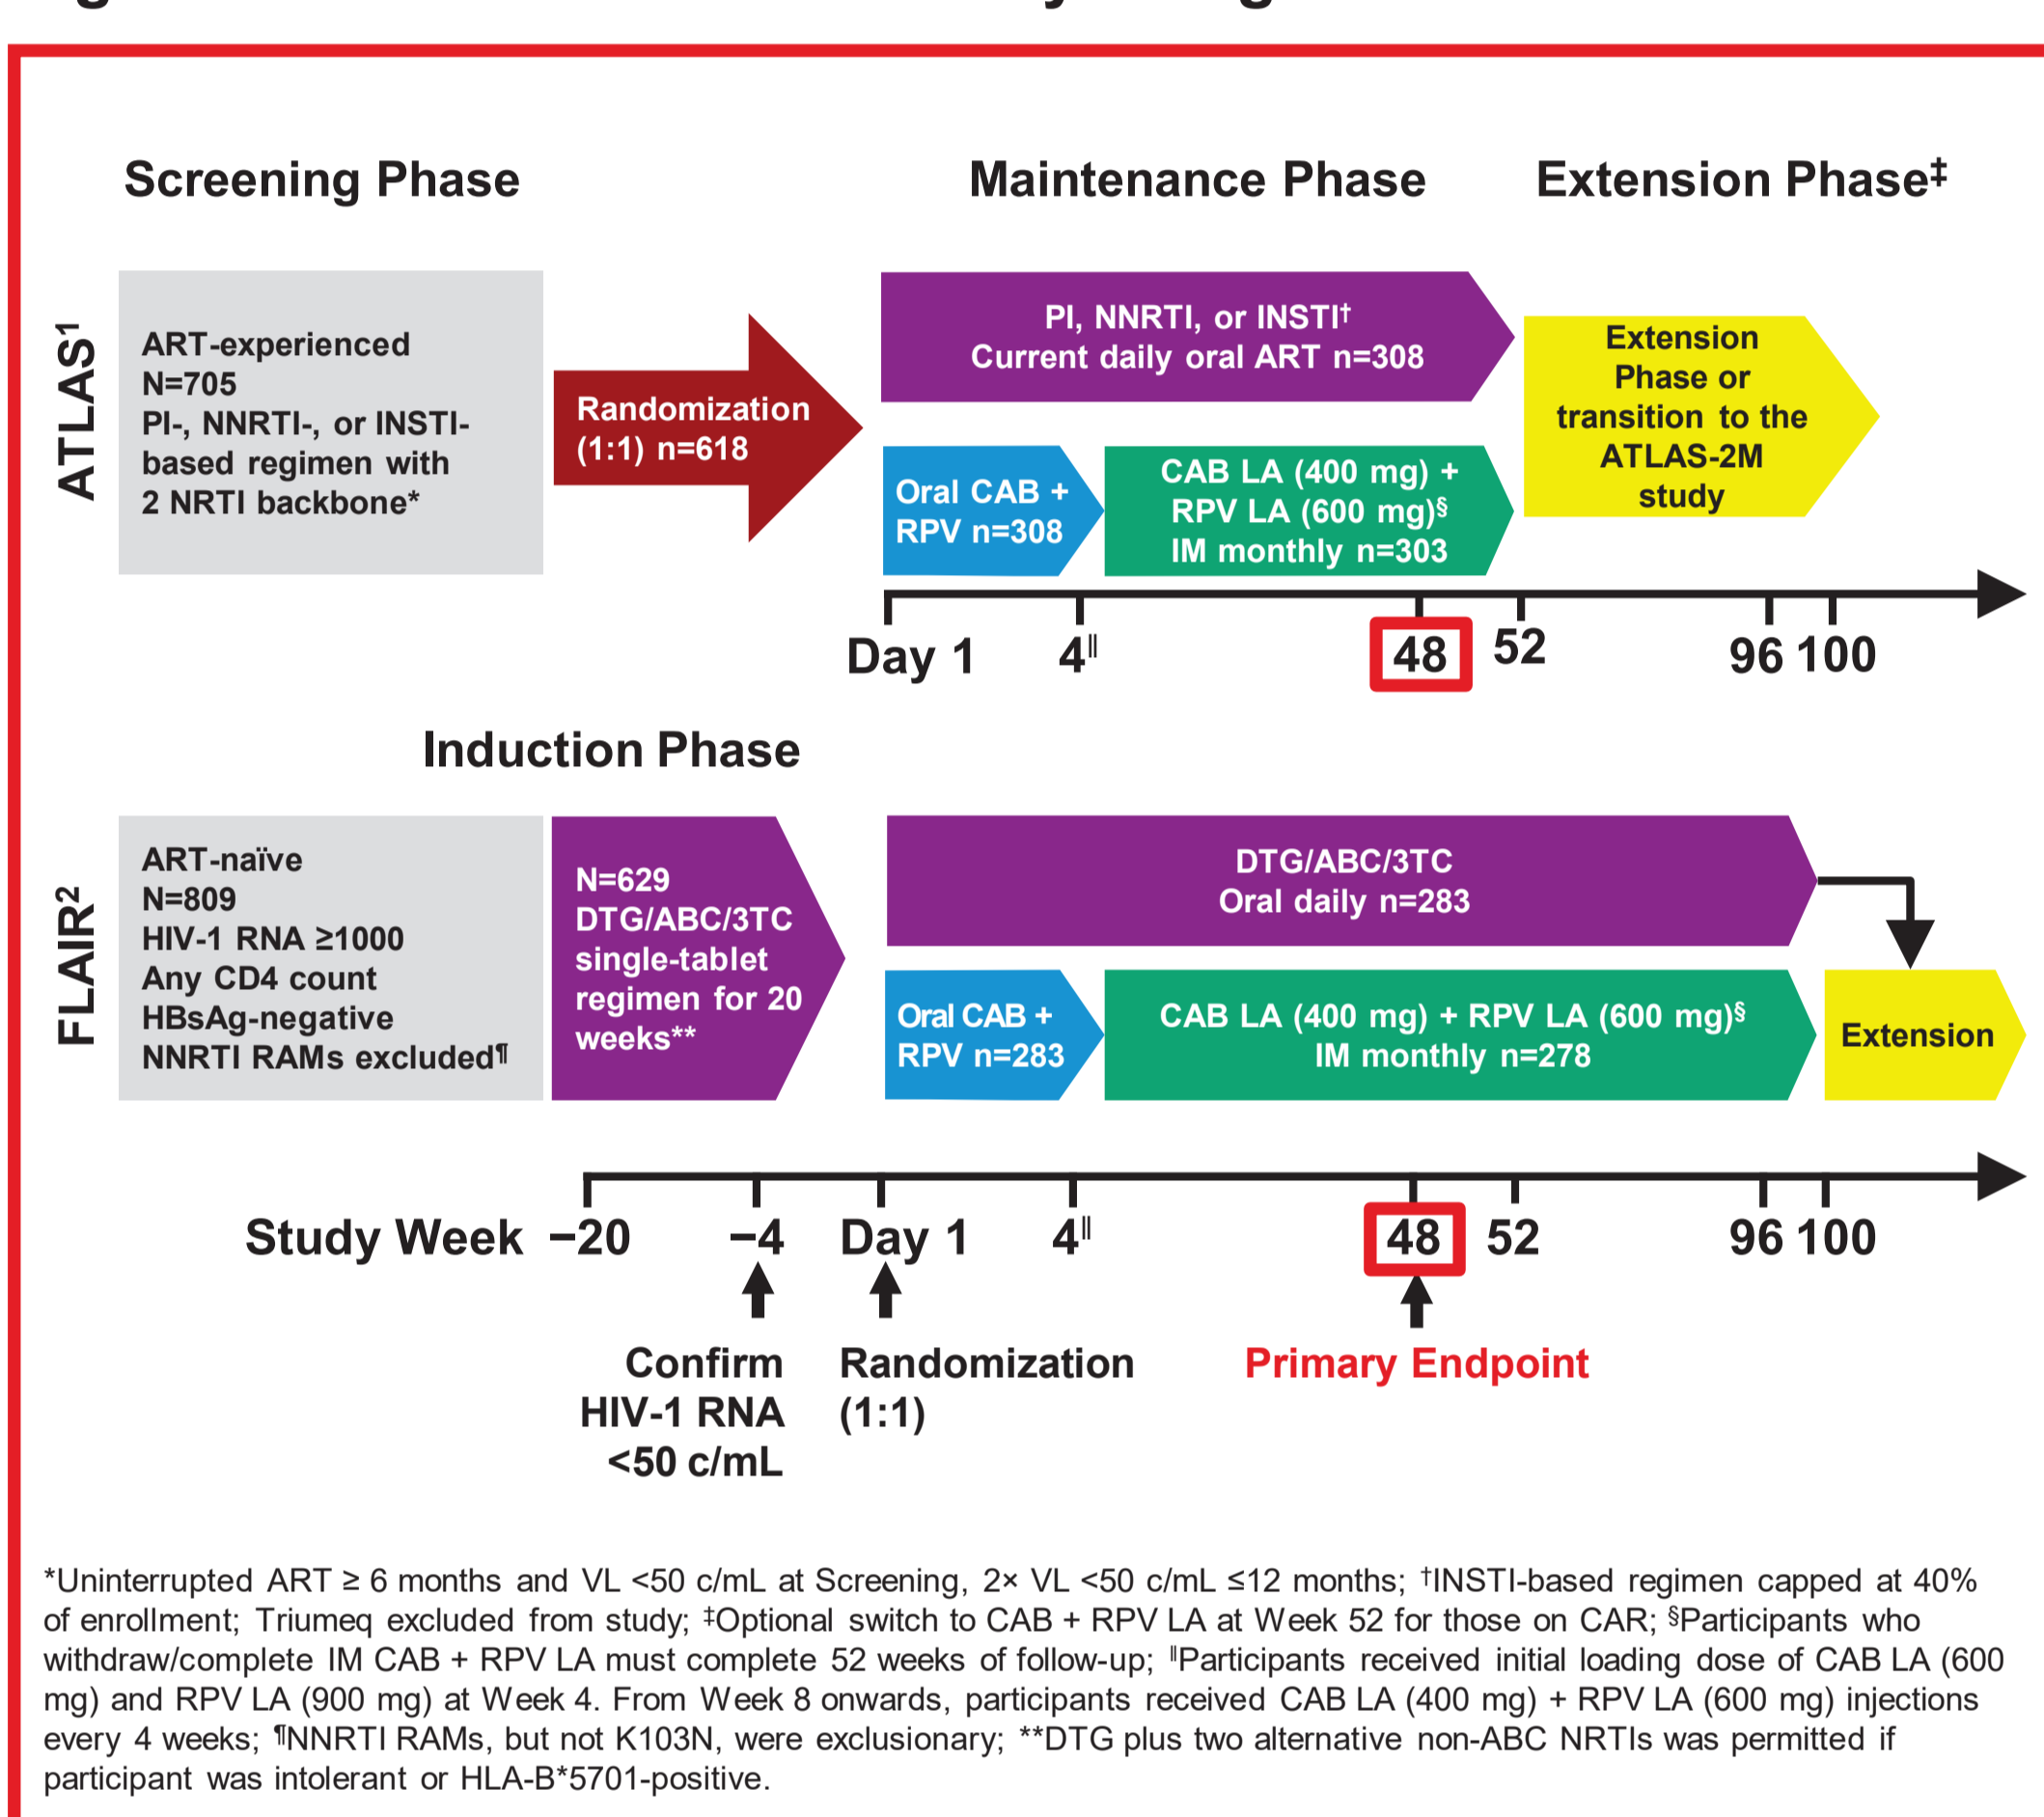 Screening Phase
Maintenance Phase
Extension Phase‡
ATLAS¹
ART-experienced
N=705
PI-, NNRTI-, or INSTI-
based regimen with
2 NRTI backbone*
Randomization
(1:1) n=618
PI, NNRTI, or INSTI†
Current daily oral ART n=308
Oral CAB +
RPV n=308
CAB LA (400 mg) +
RPV LA (600 mg)§
IM monthly n=303
Extension
Phase or
transition to the
ATLAS-2M
study
Day 1 4‖ 48 52 96 100
Induction Phase
FLAIR²
ART-naïve
N=809
HIV-1 RNA ≥1000
Any CD4 count
HBsAg-negative
NNRTI RAMs excluded¶
N=629
DTG/ABC/3TC
single-tablet
regimen for 20
weeks**
DTG/ABC/3TC
Oral daily n=283
Oral CAB +
RPV n=283
CAB LA (400 mg) + RPV LA (600 mg)§
IM monthly n=278
Extension
Study Week −20 −4 Day 1 4‖ 48 52 96 100
Confirm
HIV-1 RNA
<50 c/mL
Randomization
(1:1)
Primary Endpoint
*Uninterrupted ART ≥ 6 months and VL <50 c/mL at Screening, 2× VL <50 c/mL ≤12 months; †INSTI-based regimen capped at 40%
of enrollment; Triumeq excluded from study; ‡Optional switch to CAB + RPV LA at Week 52 for those on CAR; §Participants who
withdraw/complete IM CAB + RPV LA must complete 52 weeks of follow-up; ‖Participants received initial loading dose of CAB LA (600
mg) and RPV LA (900 mg) at Week 4. From Week 8 onwards, participants received CAB LA (400 mg) + RPV LA (600 mg) injections
every 4 weeks; ¶NNRTI RAMs, but not K103N, were exclusionary; **DTG plus two alternative non-ABC NRTIs was permitted if
participant was intolerant or HLA-B*5701-positive.